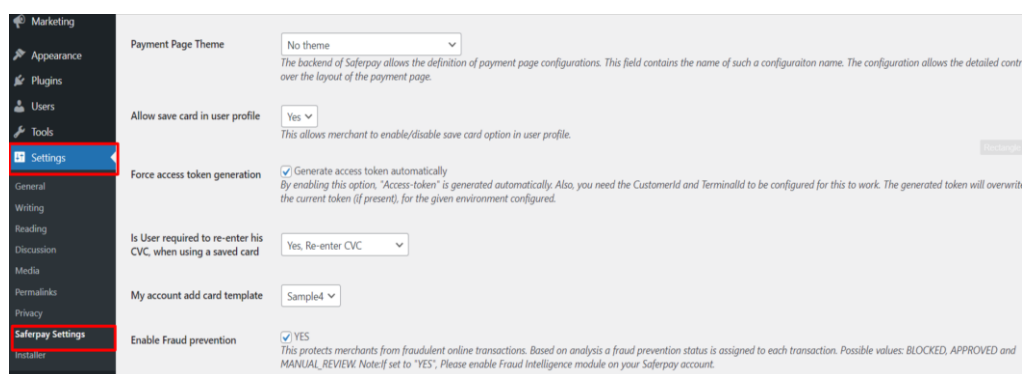 Marketing
Appearance
Plugins
Users
Tools
Settings
General
Writing
Reading
Discussion
Media
Permalinks
Privacy
Saferpay Settings
Installer
Payment Page Theme
No theme
The backend of Saferpay allows the definition of payment page configurations. This field contains the name of such a configuraiton name. The configuration allows the detailed contr
over the layout of the payment page.
Allow save card in user profile
Yes
This allows merchant to enable/disable save card option in user profile.
Rectangle
Force access token generation
Generate access token automatically
By enabling this option, "Access-token" is generated automatically. Also, you need the CustomerId and TerminalId to be configured for this to work. The generated token will overwrite
the current token (if present), for the given environment configured.
Is User required to re-enter his
CVC, when using a saved card
Yes, Re-enter CVC
My account add card template
Sample4
Enable Fraud prevention
YES
This protects merchants from fraudulent online transactions. Based on analysis a fraud prevention status is assigned to each transaction. Possible values: BLOCKED, APPROVED and
MANUAL_REVIEW. Note:If set to "YES", Please enable Fraud Intelligence module on your Saferpay account.